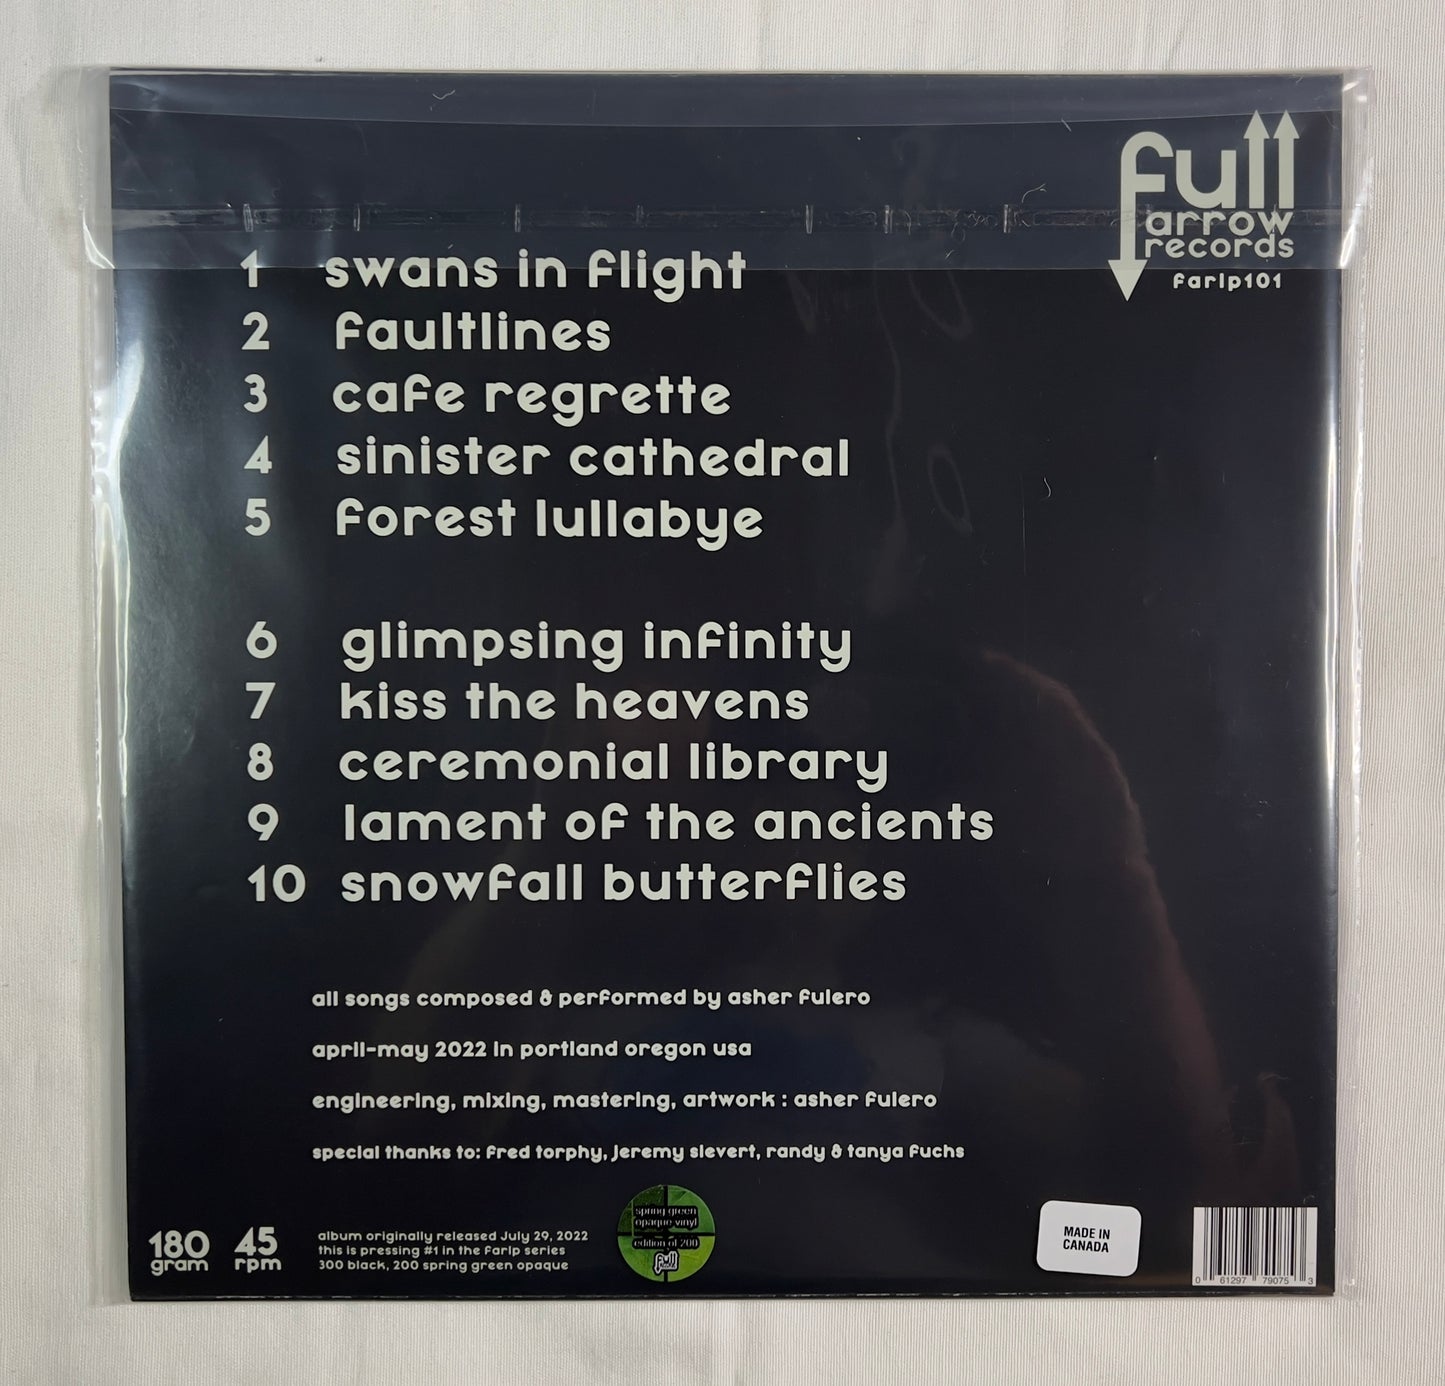 full
arrow
records
farlp101
1 swans in flight
2 faultlines
3 cafe regrette
4 sinister cathedral
5 forest lullabye
6 glimpsing infinity
7 kiss the heavens
8 ceremonial library
9 lament of the ancients
10 snowfall butterflies
all songs composed & performed by asher fulero
april-may 2022 in portland oregon usa
engineering, mixing, mastering, artwork : asher fulero
special thanks to: fred torphy, jeremy sievert, randy & tanya fuchs
180
gram
45
rpm
album originally released July 29, 2022
this is pressing #1 in the farlp series
300 black, 200 spring green opaque
spring green
opaque vinyl
edition of 200
full
MADE IN
CANADA
0 61297 79075 3